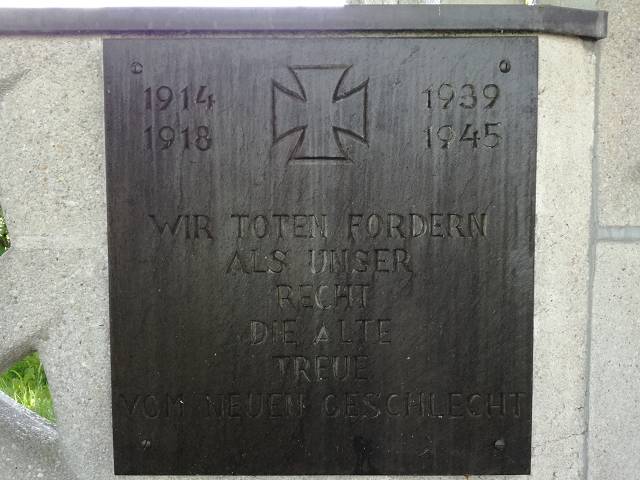 1914 1939
1918 1945
WIR TOTEN FORDERN
ALS UNSER
RECHT
DIE ALTE
TREUE
VOM NEUEN GESCHLECHT